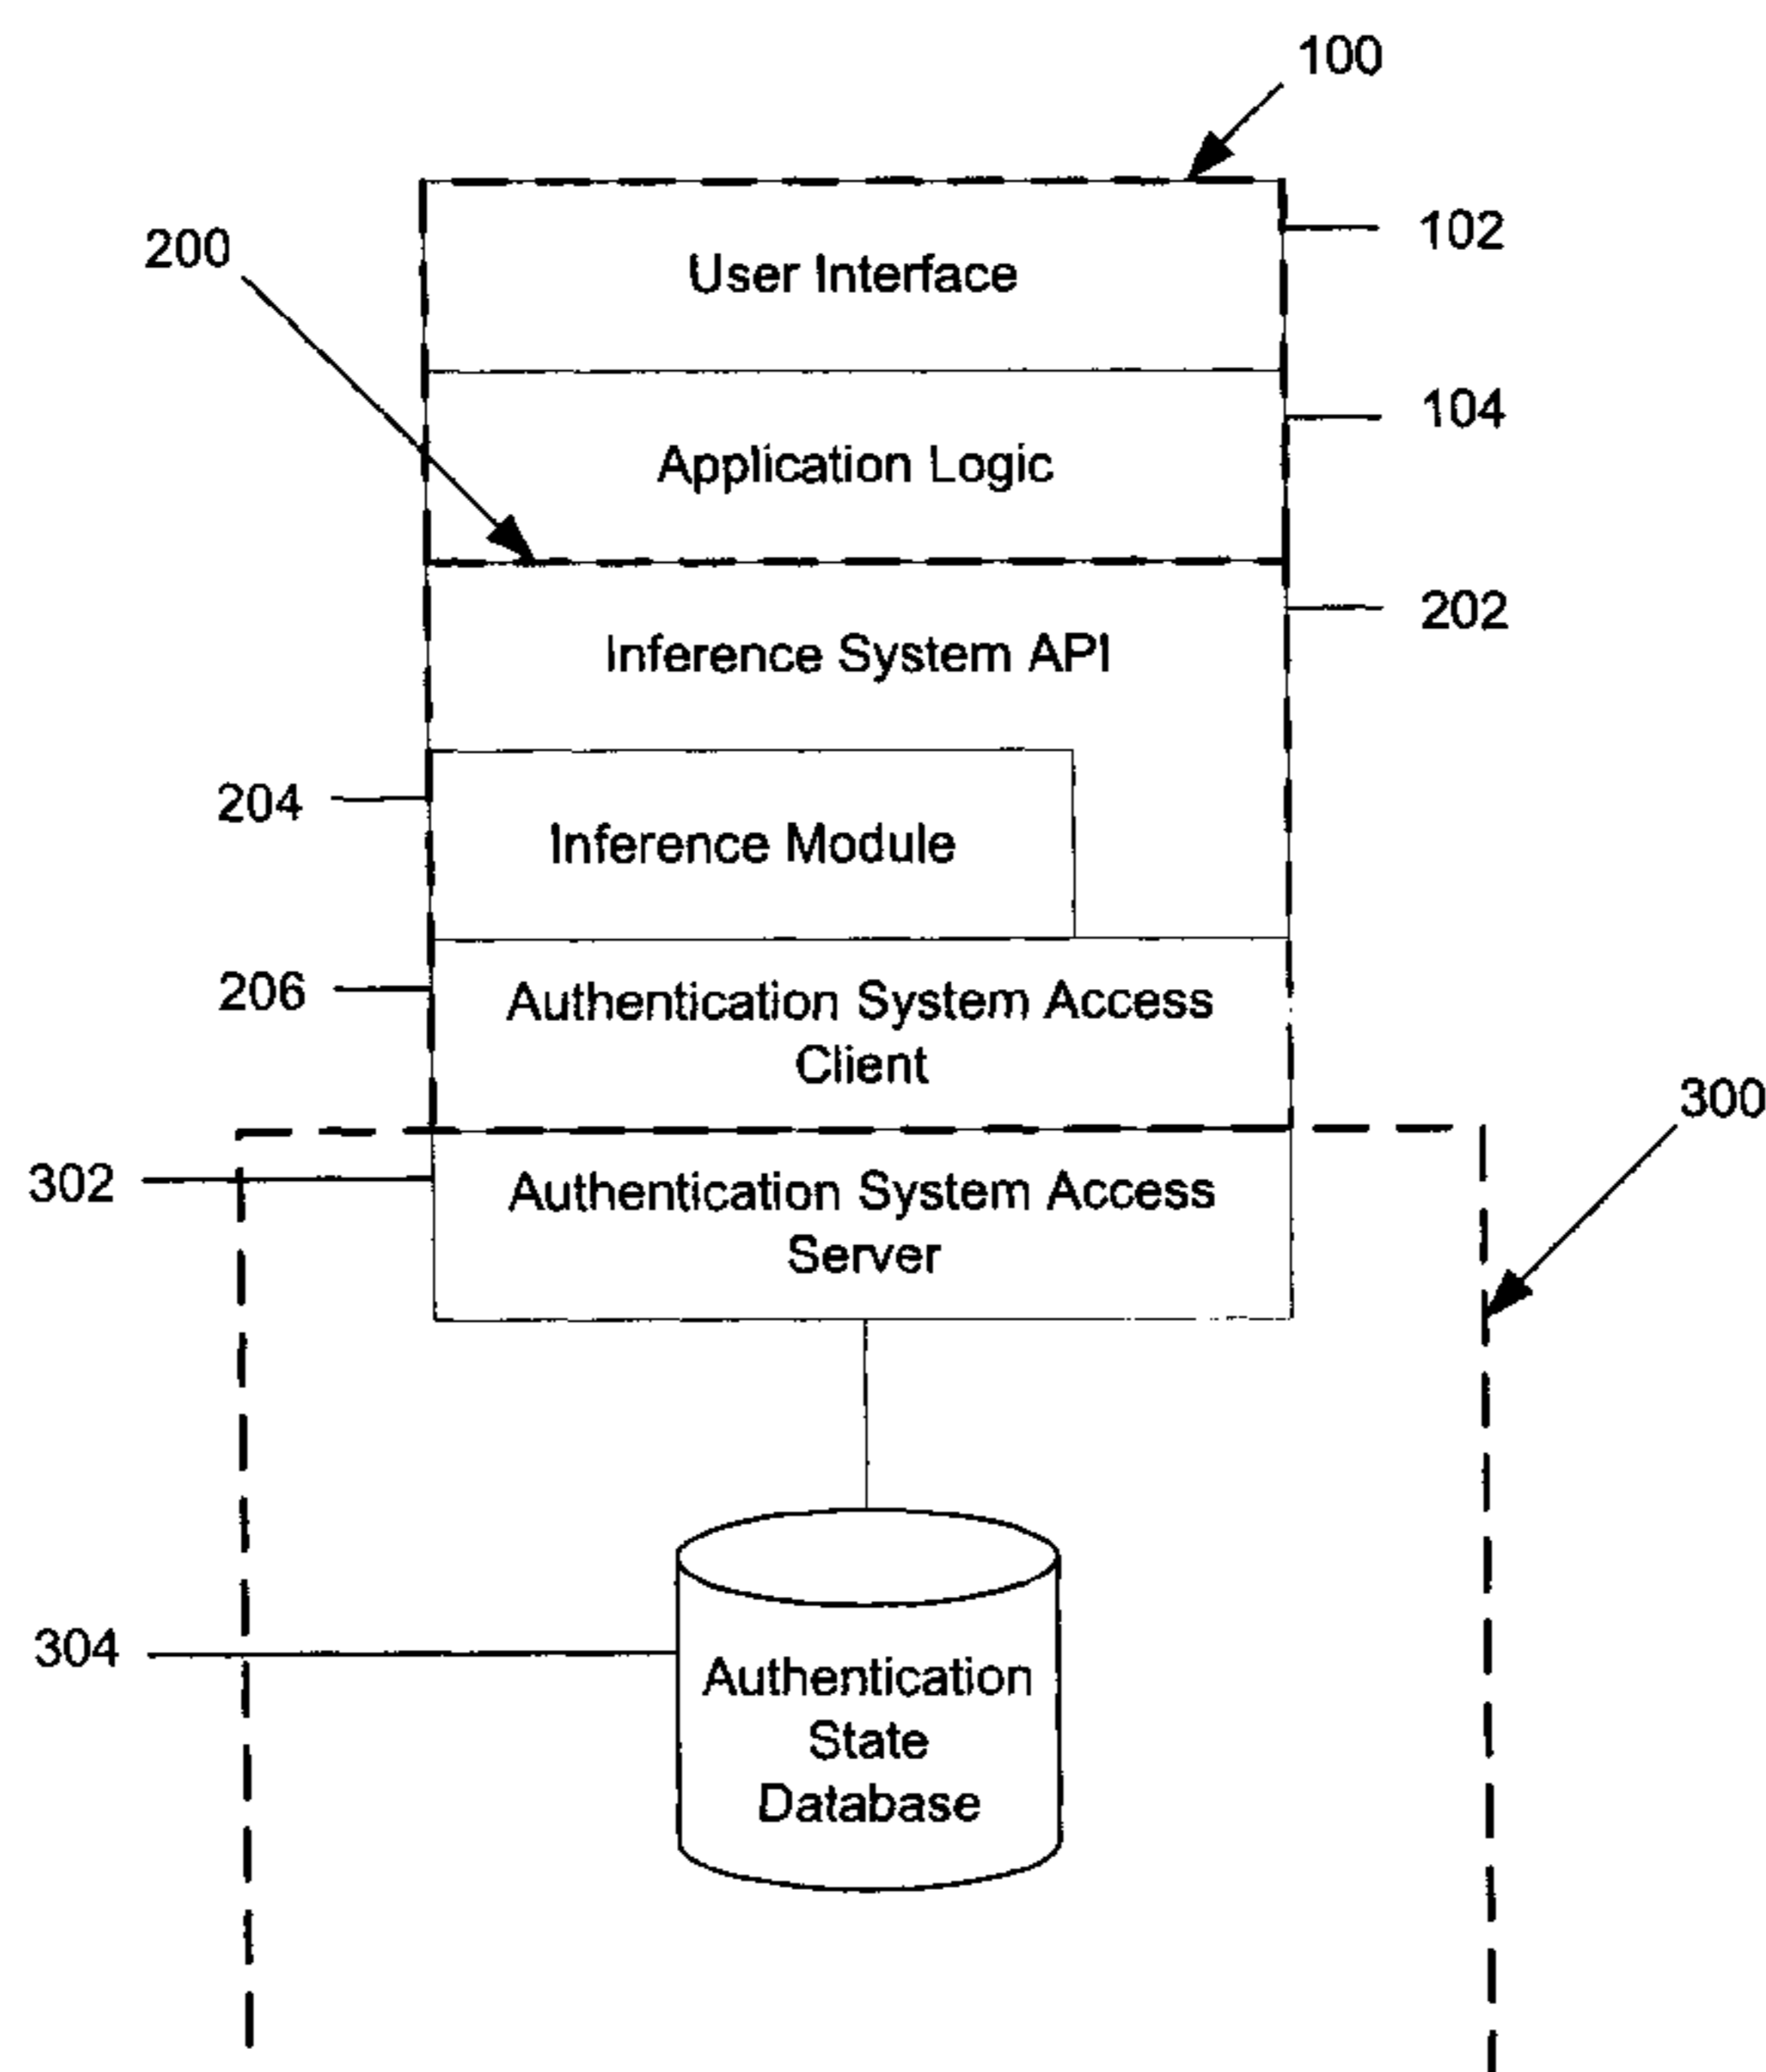 100
102
User Interface
200
104
Application Logic
202
Inference System API
204
Inference Module
206
Authentication System Access
Client
300
302
Authentication System Access
Server
304
Authentication
State
Database